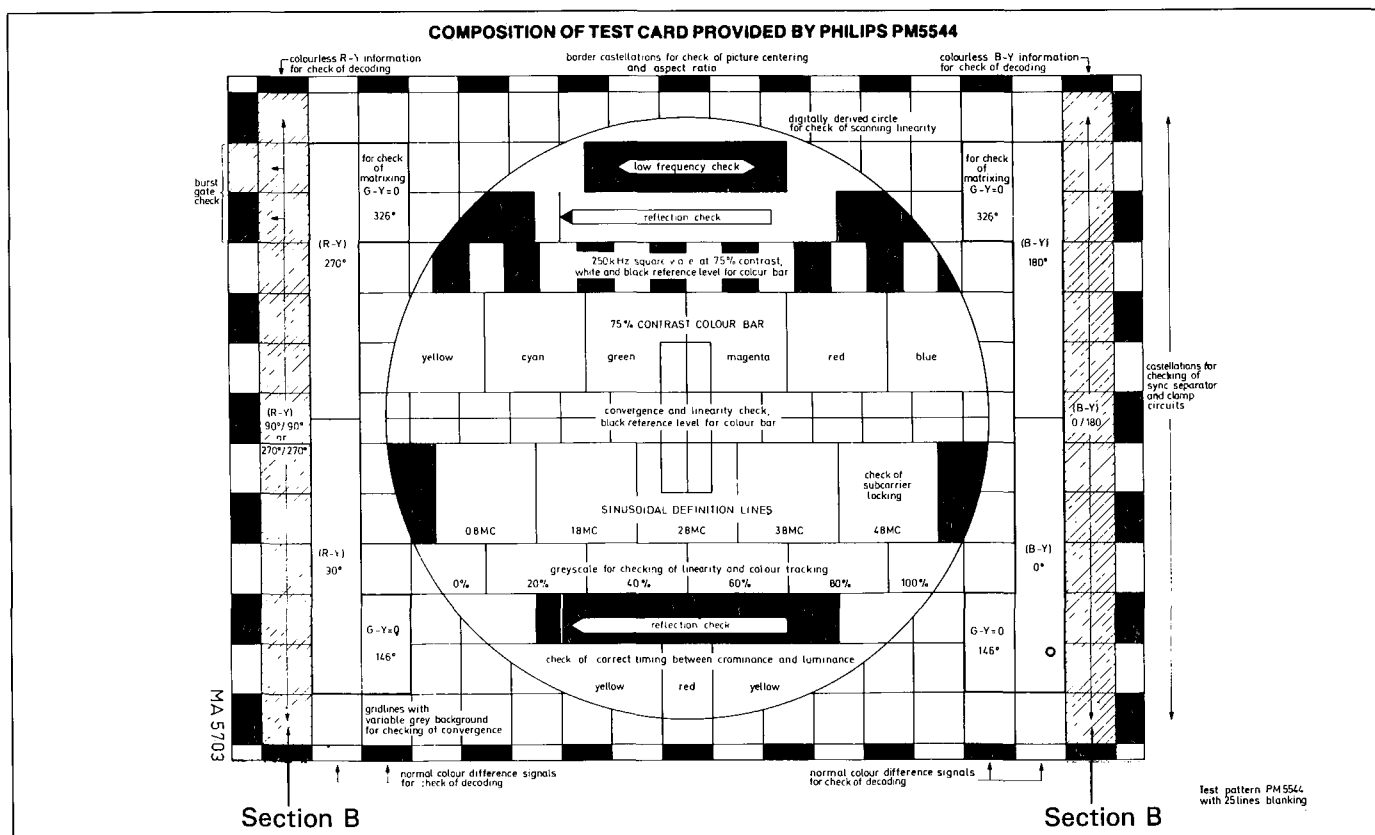 COMPOSITION OF TEST CARD PROVIDED BY PHILIPS PM5544
colourless R-Y information
for check of decoding
border castellations for check of picture centering
and aspect ratio
colourless B-Y information
for check of decoding
digitally derived circle
for check of scanning linearity
burst
gate
check
for check
of
matrixing
G-Y=0
326°
low frequency check
for check
of
matrixing
G-Y=0
326°
reflection check
(R-Y)
270°
(B-Y)
180°
250kHz square at 75% contrast,
white and black reference level for colour bar
75% CONTRAST COLOUR BAR
yellow
cyan
green
magenta
red
blue
castellations for
checking of
sync separator
and clamp
circuits
(R-Y)
90°/90°
or
270°/270°
convergence and linearity check,
black reference level for colour bar
(B-Y)
0/180
check of
subcarrier
locking
SINUSOIDAL DEFINITION LINES
0.8MC
1.8MC
2.8MC
3.8MC
4.8MC
(R-Y)
30°
(B-Y)
0°
greyscale for checking of linearity and colour tracking
0%
20%
40%
60%
80%
100%
G-Y=0
146°
reflection check
G-Y=0
146°
check of correct timing between crominance and luminance
yellow
red
yellow
MA 5703
gridlines with
variable grey background
for checking of convergence
normal colour difference signals
for check of decoding
normal colour difference signals
for check of decoding
Test pattern PM5544
with 25 lines blanking
Section B
Section B